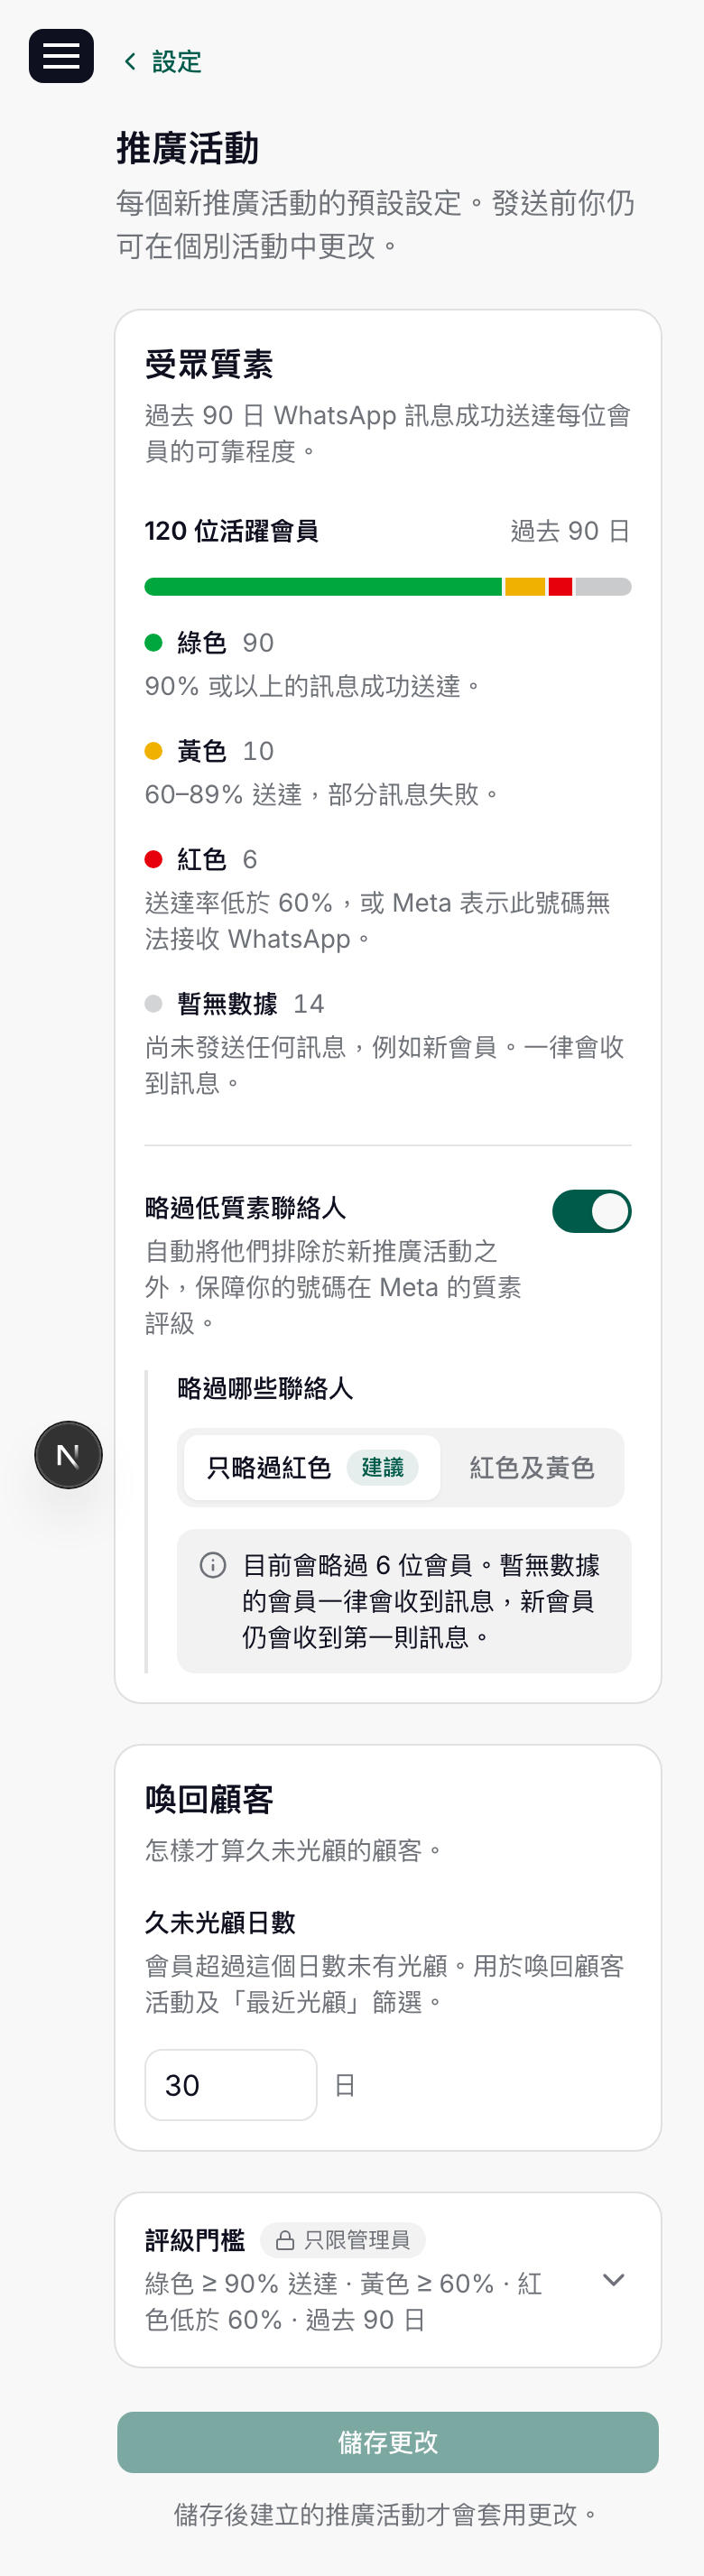 設定
推廣活動
每個新推廣活動的預設設定。發送前你仍
可在個別活動中更改。
受眾質素
過去 90 日 WhatsApp 訊息成功送達每位會
員的可靠程度。
120 位活躍會員 過去 90 日
綠色 90
90% 或以上的訊息成功送達。
黃色 10
60–89% 送達，部分訊息失敗。
紅色 6
送達率低於 60%，或 Meta 表示此號碼無
法接收 WhatsApp。
暫無數據 14
尚未發送任何訊息，例如新會員。一律會收
到訊息。
略過低質素聯絡人
自動將他們排除於新推廣活動之
外，保障你的號碼在 Meta 的質素
評級。
略過哪些聯絡人
只略過紅色 建議 紅色及黃色
N
目前會略過 6 位會員。暫無數據
的會員一律會收到訊息，新會員
仍會收到第一則訊息。
喚回顧客
怎樣才算久未光顧的顧客。
久未光顧日數
會員超過這個日數未有光顧。用於喚回顧客
活動及「最近光顧」篩選。
30 日
評級門檻 只限管理員
綠色 ≥ 90% 送達 · 黃色 ≥ 60% · 紅
色低於 60% · 過去 90 日
儲存更改
儲存後建立的推廣活動才會套用更改。